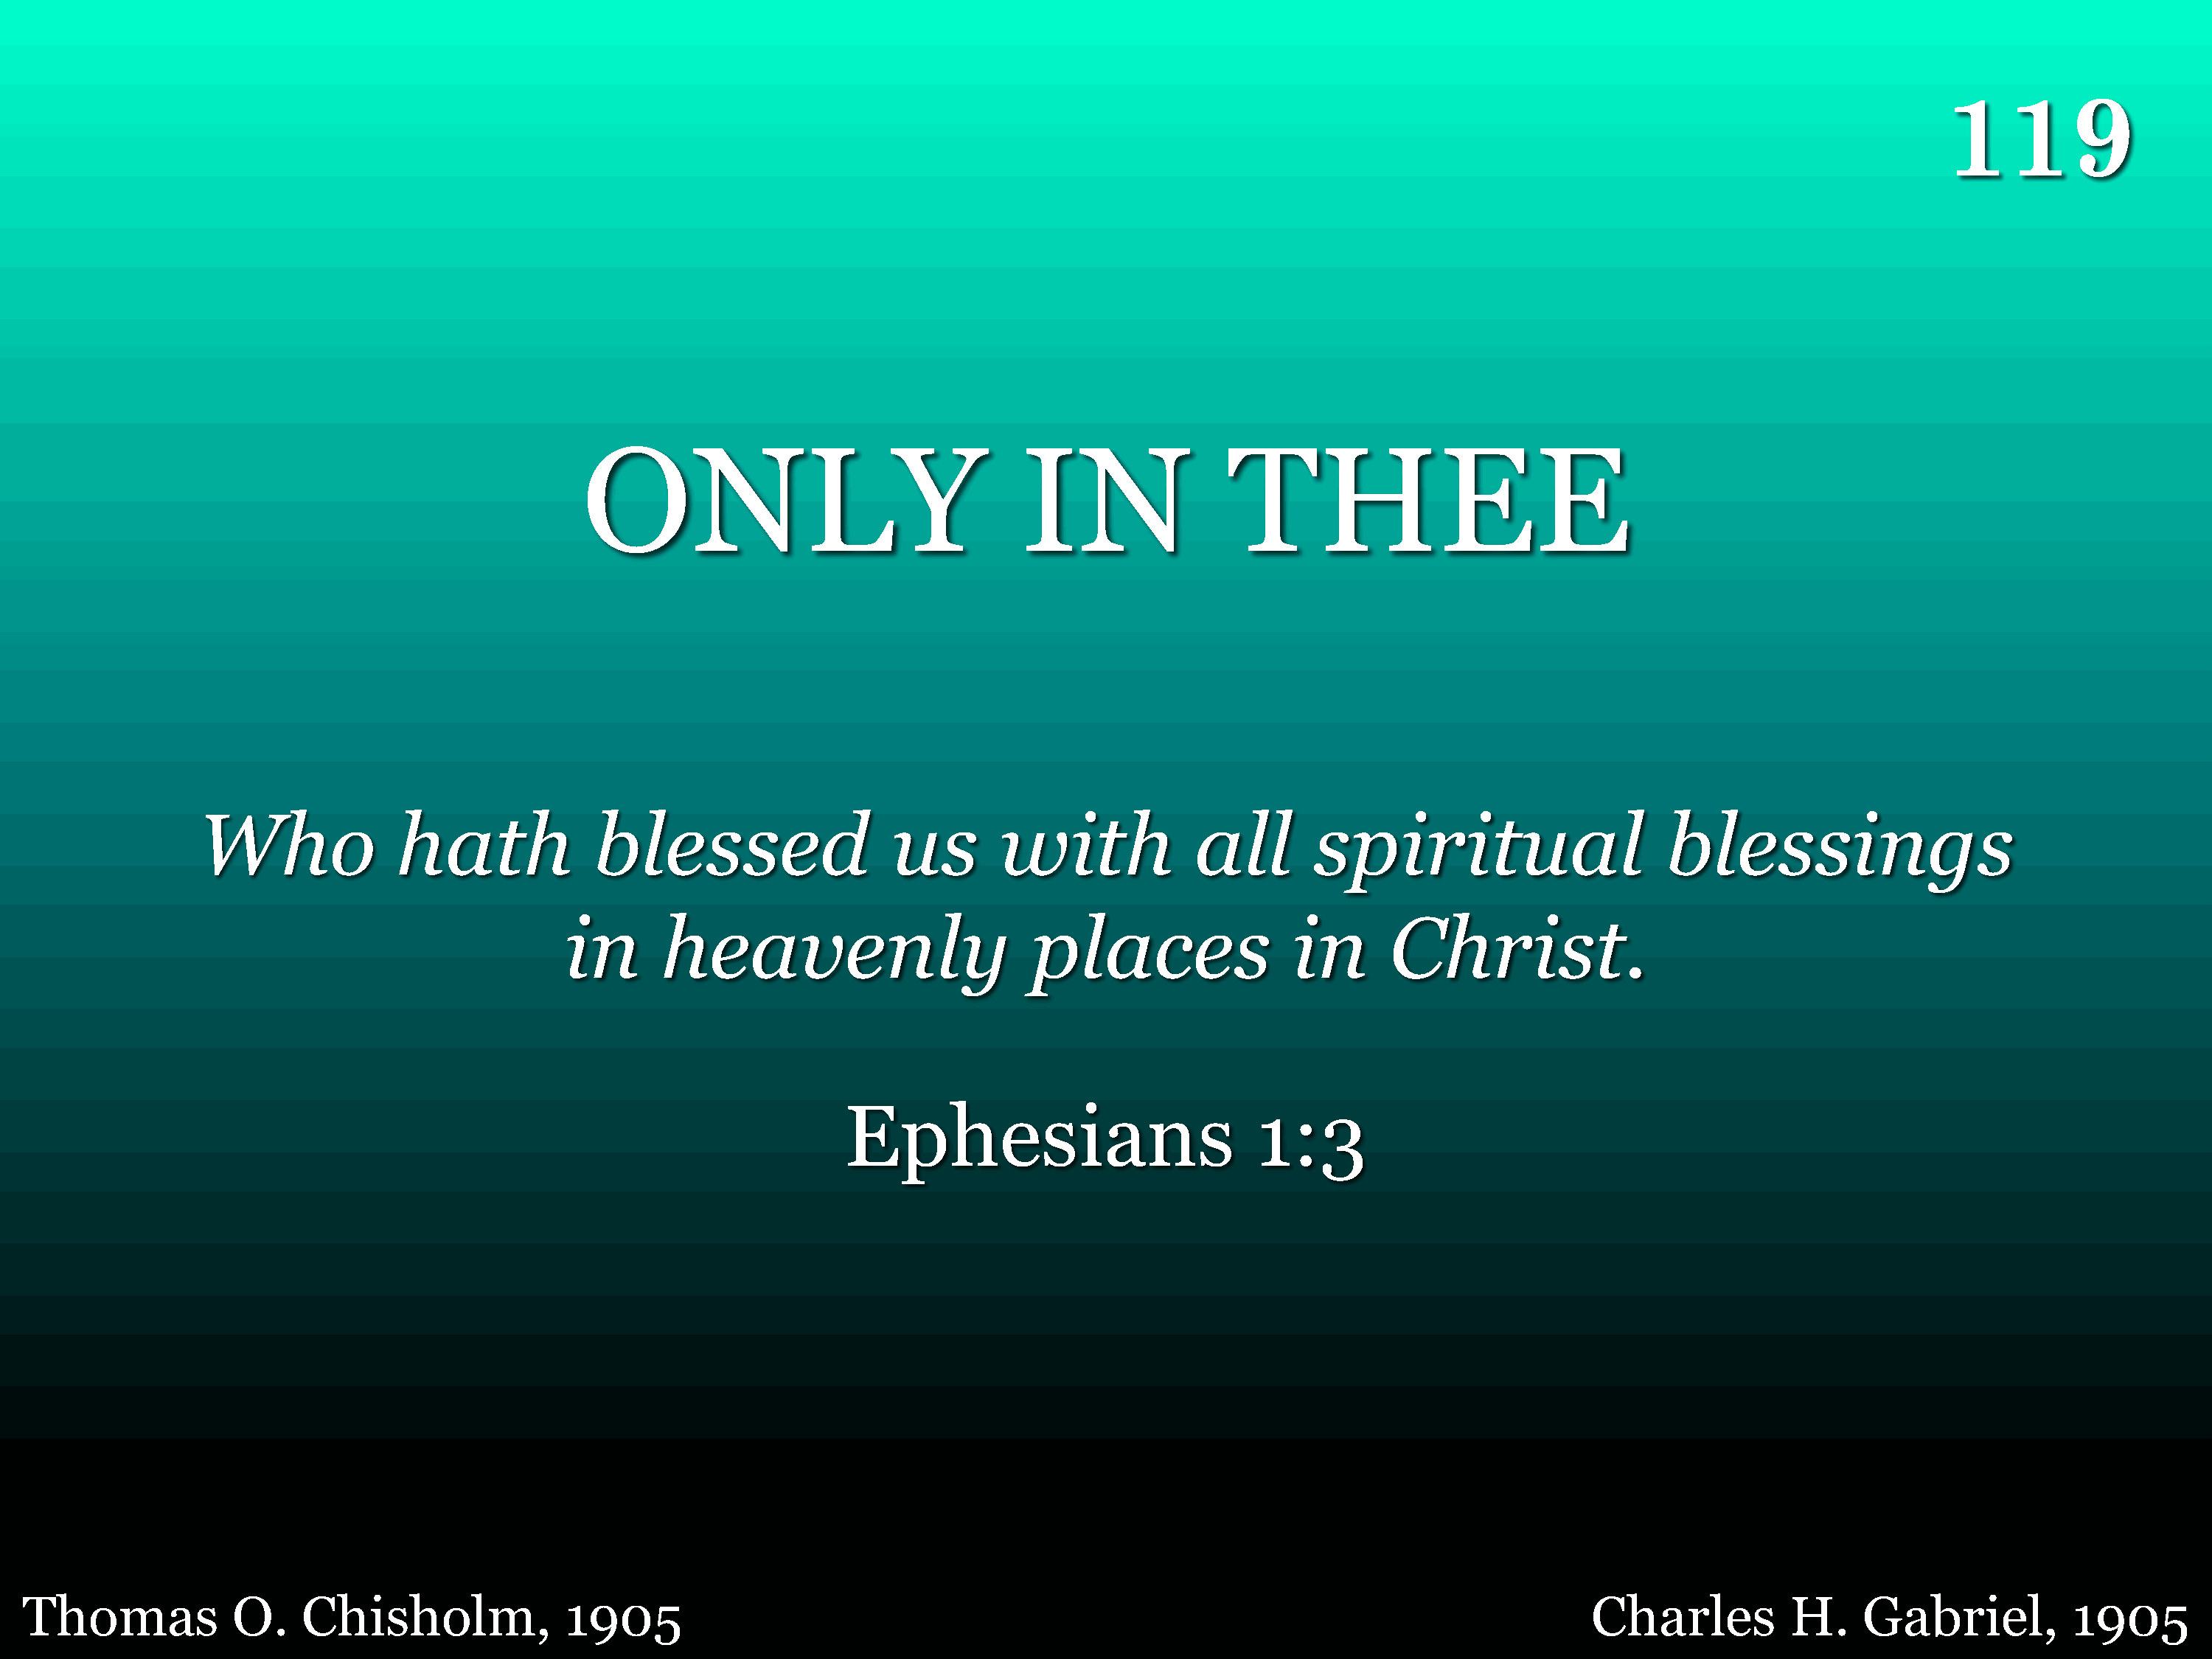 119
ONLY IN THEE
Who hath blessed us with all spiritual blessings
in heavenly places in Christ.
Ephesians 1:3
Thomas O. Chisholm, 1905
Charles H. Gabriel, 1905